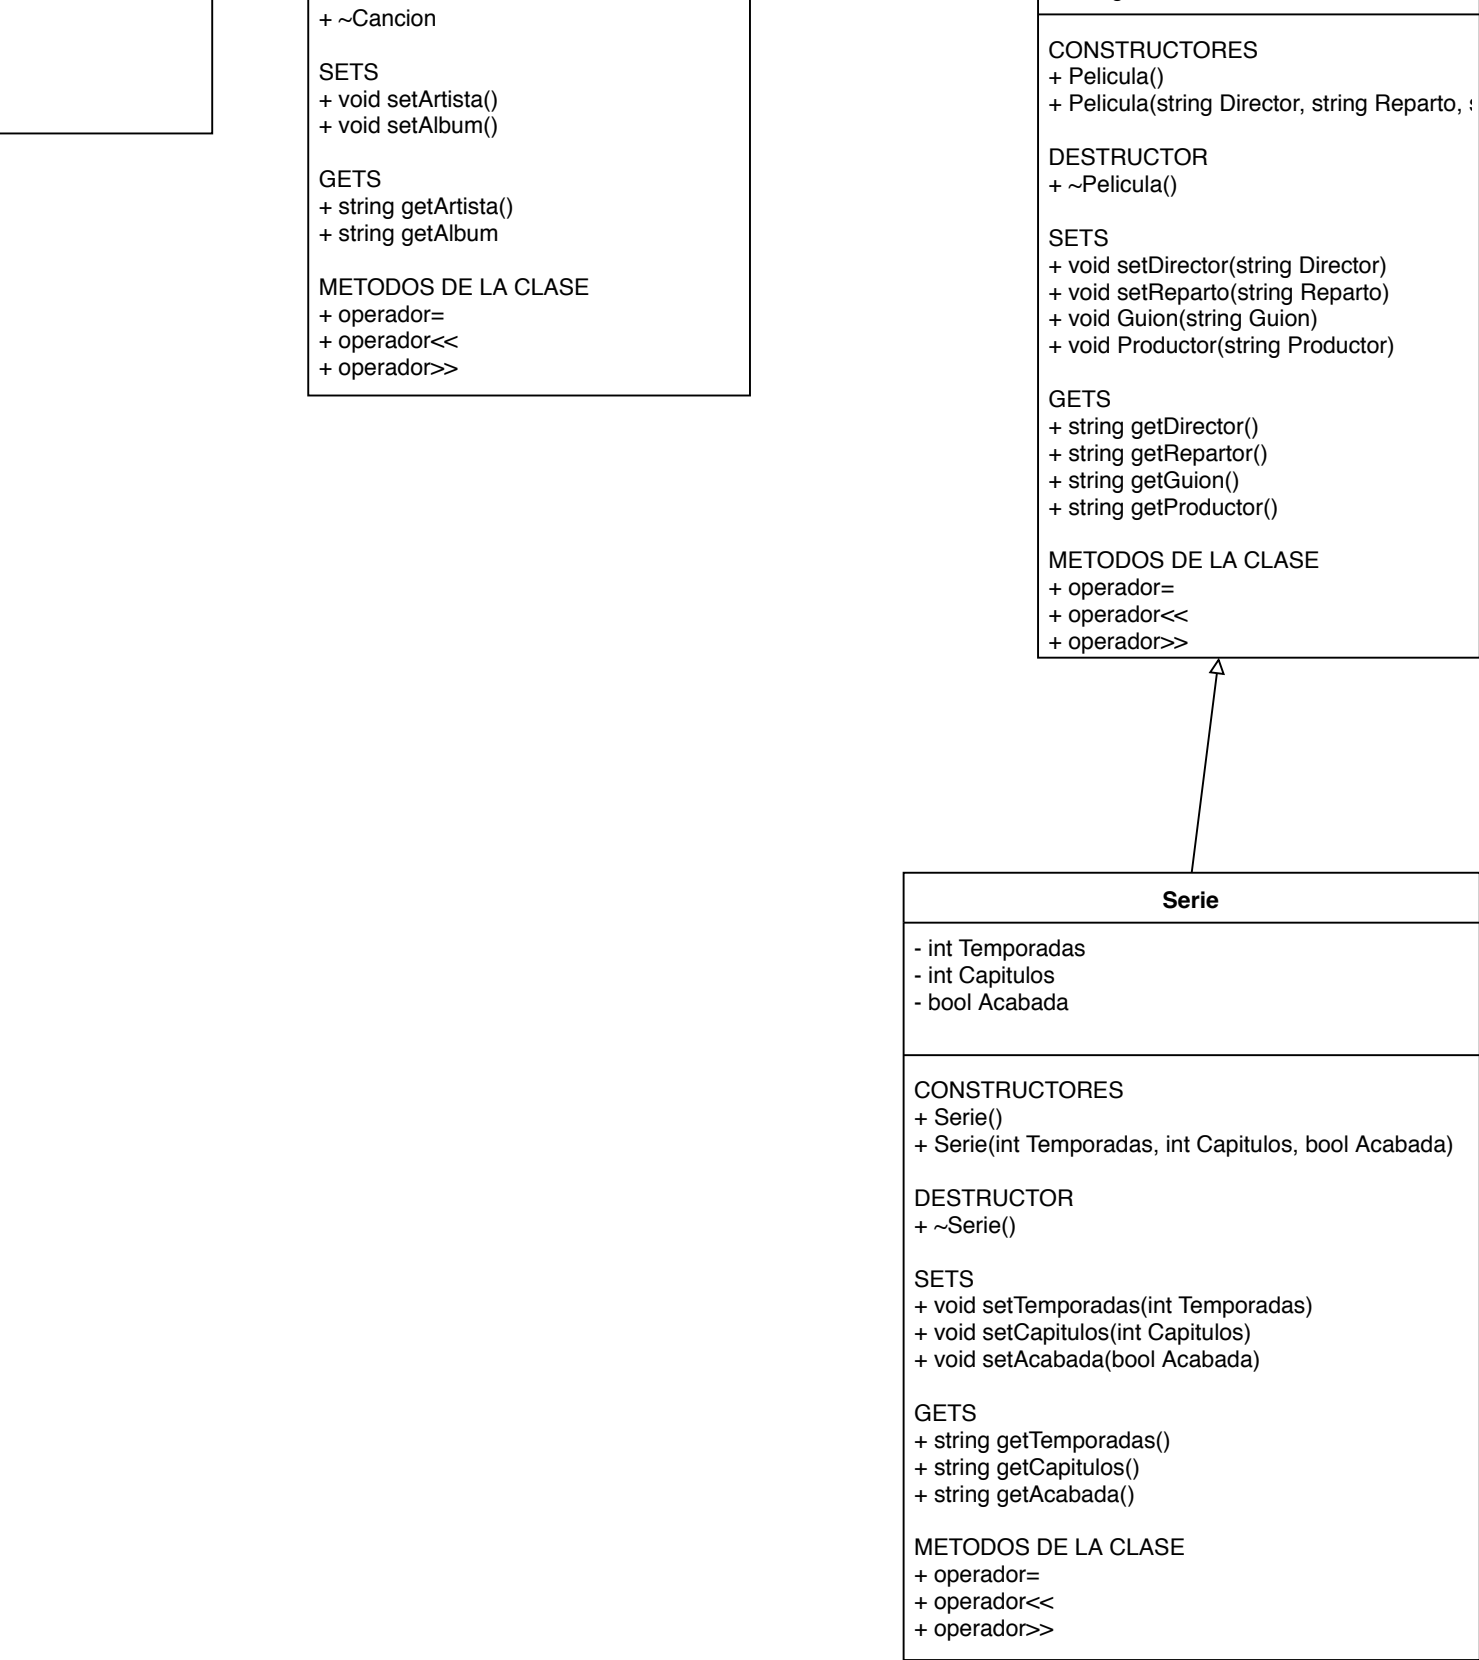 + ~Cancion
SETS
+ void setArtista()
+ void setAlbum()
GETS
+ string getArtista()
+ string getAlbum
METODOS DE LA CLASE
+ operador=
+ operador<<
+ operador>>
CONSTRUCTORES
+ Pelicula()
+ Pelicula(string Director, string Reparto,
DESTRUCTOR
+ ~Pelicula()
SETS
+ void setDirector(string Director)
+ void setReparto(string Reparto)
+ void Guion(string Guion)
+ void Productor(string Productor)
GETS
+ string getDirector()
+ string getRepartor()
+ string getGuion()
+ string getProductor()
METODOS DE LA CLASE
+ operador=
+ operador<<
+ operador>>
Serie
- int Temporadas
- int Capitulos
- bool Acabada
CONSTRUCTORES
+ Serie()
+ Serie(int Temporadas, int Capitulos, bool Acabada)
DESTRUCTOR
+ ~Serie()
SETS
+ void setTemporadas(int Temporadas)
+ void setCapitulos(int Capitulos)
+ void setAcabada(bool Acabada)
GETS
+ string getTemporadas()
+ string getCapitulos()
+ string getAcabada()
METODOS DE LA CLASE
+ operador=
+ operador<<
+ operador>>